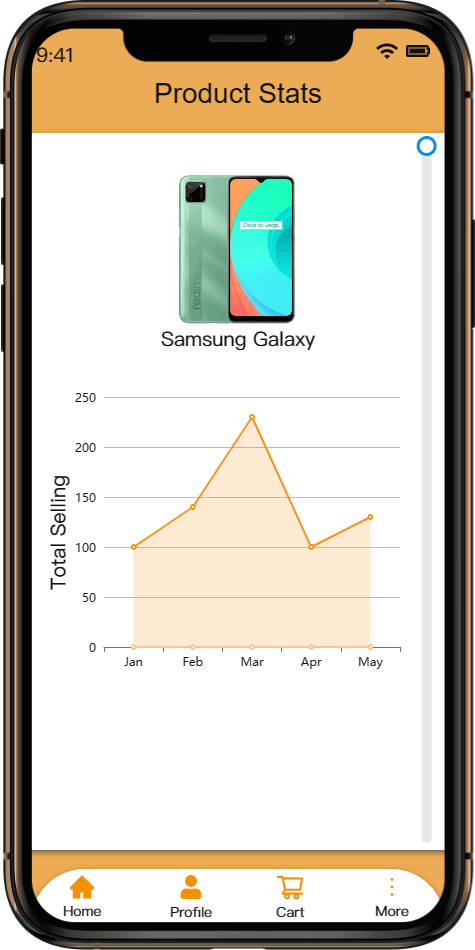 9:41
Product Stats
Dare to Leap.
realme
Samsung Galaxy
Total Selling
250
200
150
100
50
0
Jan Feb Mar Apr May
Home Profile Cart More